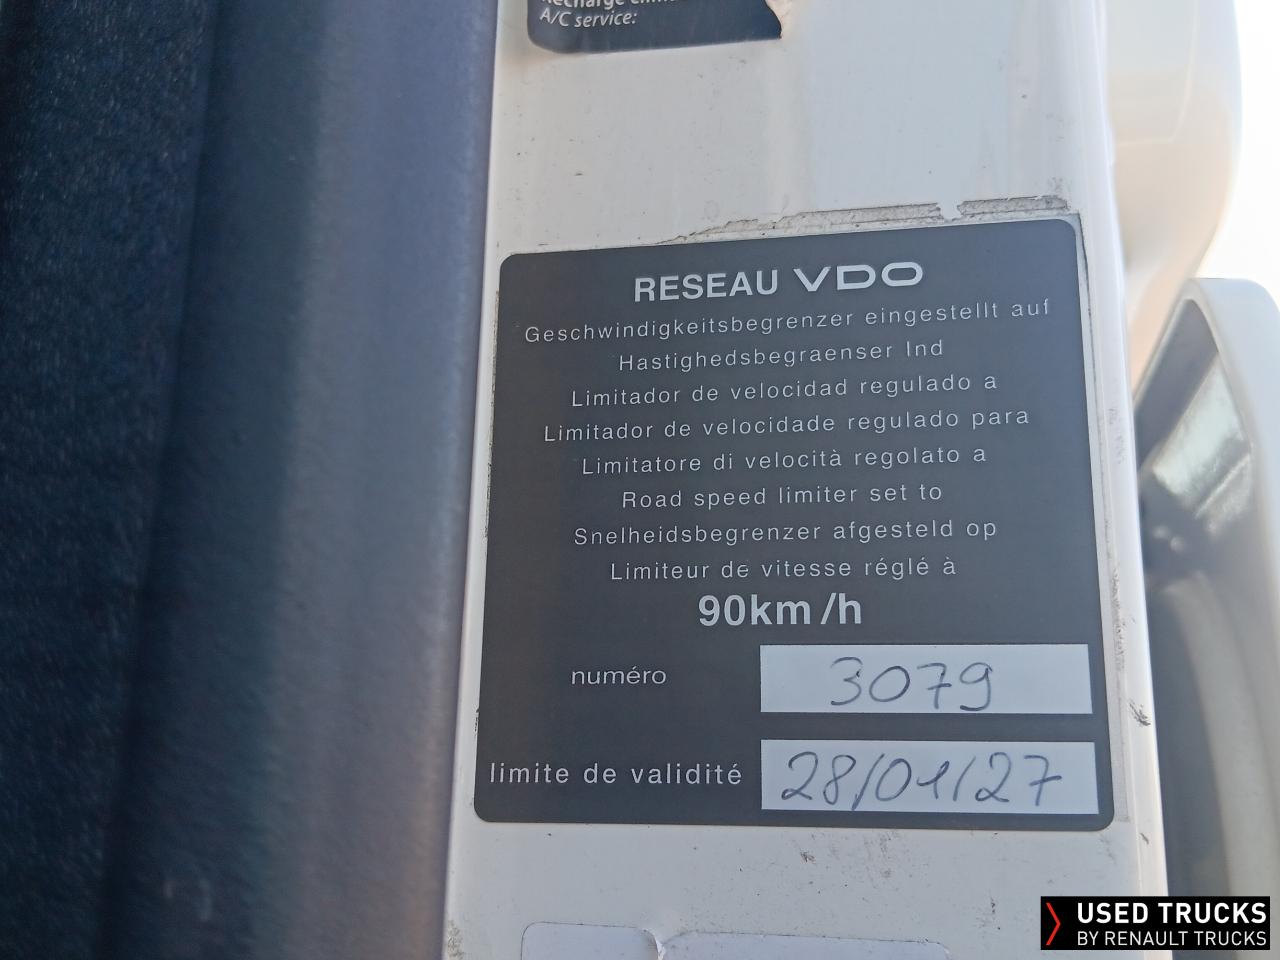 A/C service:
RESEAU VDO
Geschwindigkeitsbegrenzer eingestellt auf
Hastighedsbegraenser Ind
Limitador de velocidad regulado a
Limitador de velocidade regulado para
Limitatore di velocità regolato a
Road speed limiter set to
Snelheidsbegrenzer afgesteld op
Limiteur de vitesse réglé à
90km/h
numéro 3079
limite de validité 28/01/27
USED TRUCKS
BY RENAULT TRUCKS